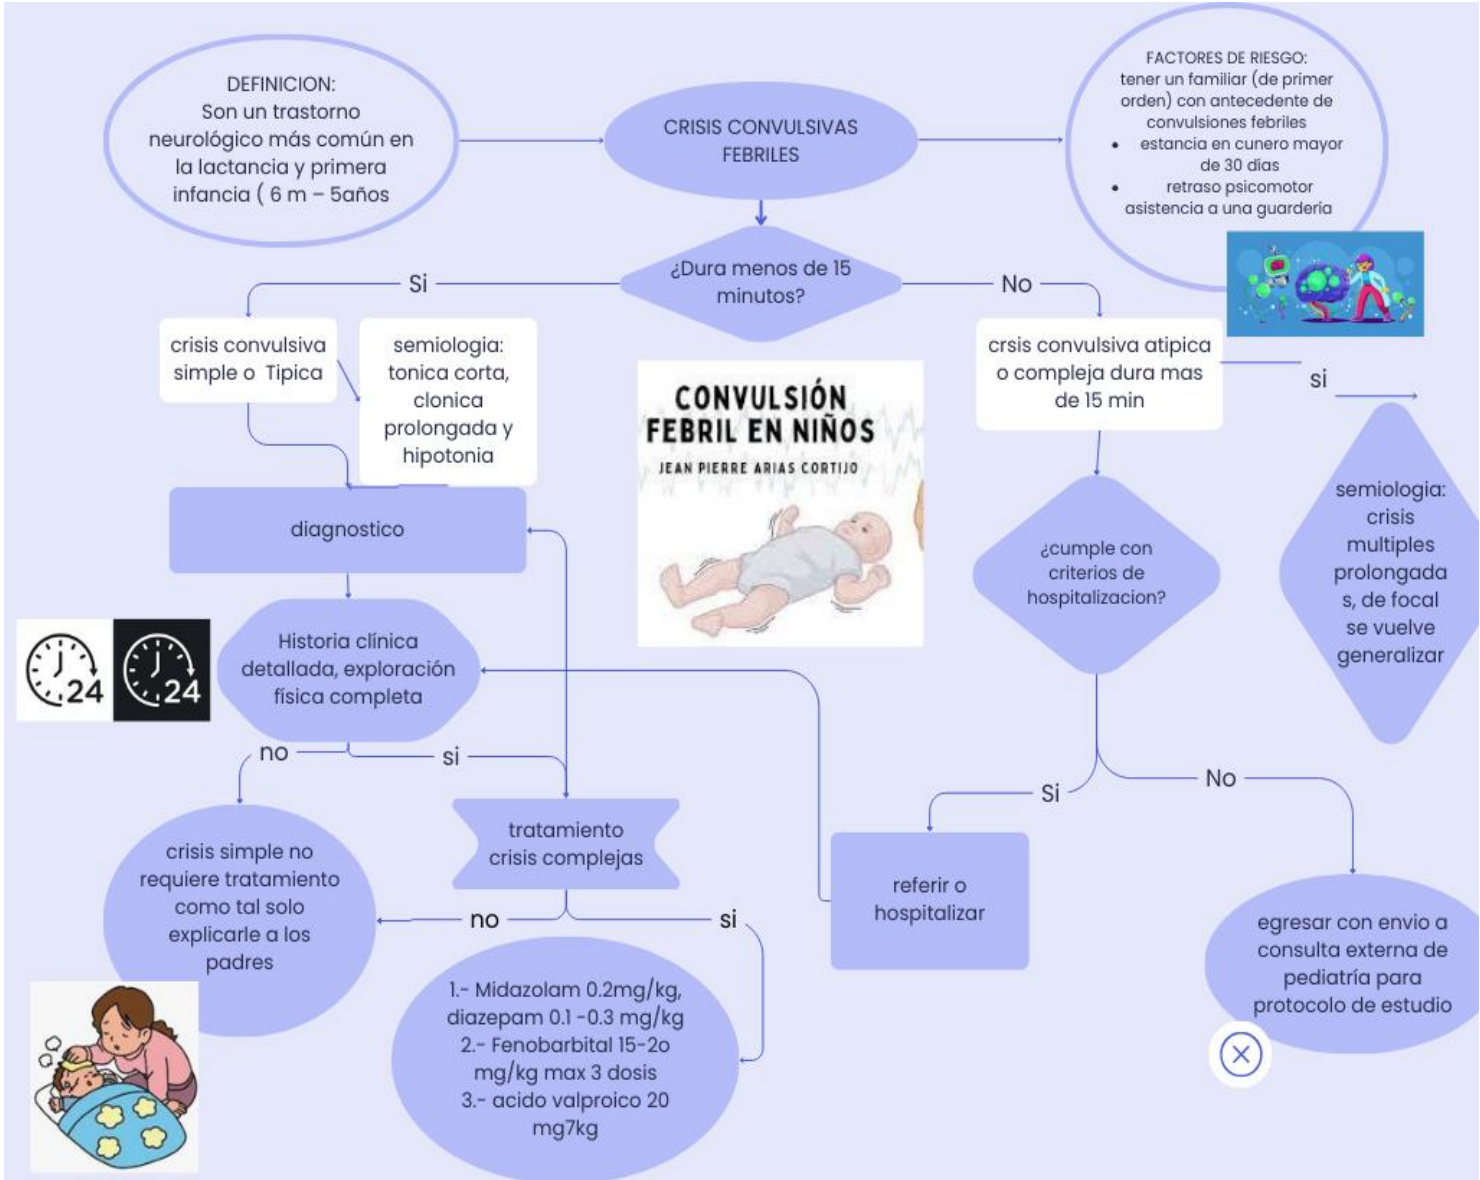 DEFINICION:
Son un trastorno
neurológico más común en
la lactancia y primera
infancia ( 6 m – 5años
CRISIS CONVULSIVAS
FEBRILES
FACTORES DE RIESGO:
tener un familiar (de primer
orden) con antecedente de
convulsiones febriles
• estancia en cunero mayor
de 30 días
• retraso psicomotor
asistencia a una guardería
¿Dura menos de 15
minutos?
Si
No
crisis convulsiva
simple o Tipica
semiologia:
tonica corta,
clonica
prolongada y
hipotonia
crsis convulsiva atipica
o compleja dura mas
de 15 min
si
CONVULSIÓN
FEBRIL EN NIÑOS
JEAN PIERRE ARIAS CORTIJO
semiologia:
crisis
multiples
prolongada
s, de focal
se vuelve
generalizar
diagnostico
¿cumple con
criterios de
hospitalizacion?
Historia clínica
detallada, exploración
física completa
24
24
no
si
Si
No
crisis simple no
requiere tratamiento
como tal solo
explicarle a los
padres
tratamiento
crisis complejas
no
si
referir o
hospitalizar
egresar con envio a
consulta externa de
pediatría para
protocolo de estudio
1.- Midazolam 0.2mg/kg,
diazepam 0.1 -0.3 mg/kg
2.- Fenobarbital 15-2o
mg/kg max 3 dosis
3.- acido valproico 20
mg7kg